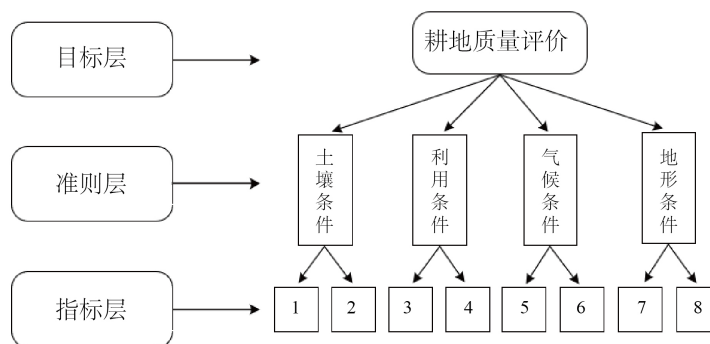 目标层
耕地质量评价
准则层
土壤条件
利用条件
气候条件
地形条件
指标层
1 2 3 4 5 6 7 8